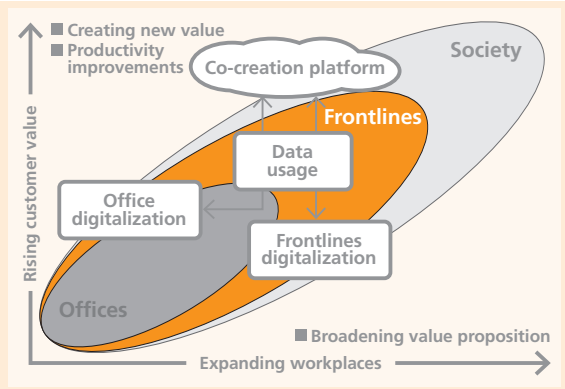 Creating new value
Productivity
improvements
Co-creation platform
Society
Frontlines
Data
usage
Office
digitalization
Frontlines
digitalization
Offices
Rising customer value
Broadening value proposition
Expanding workplaces